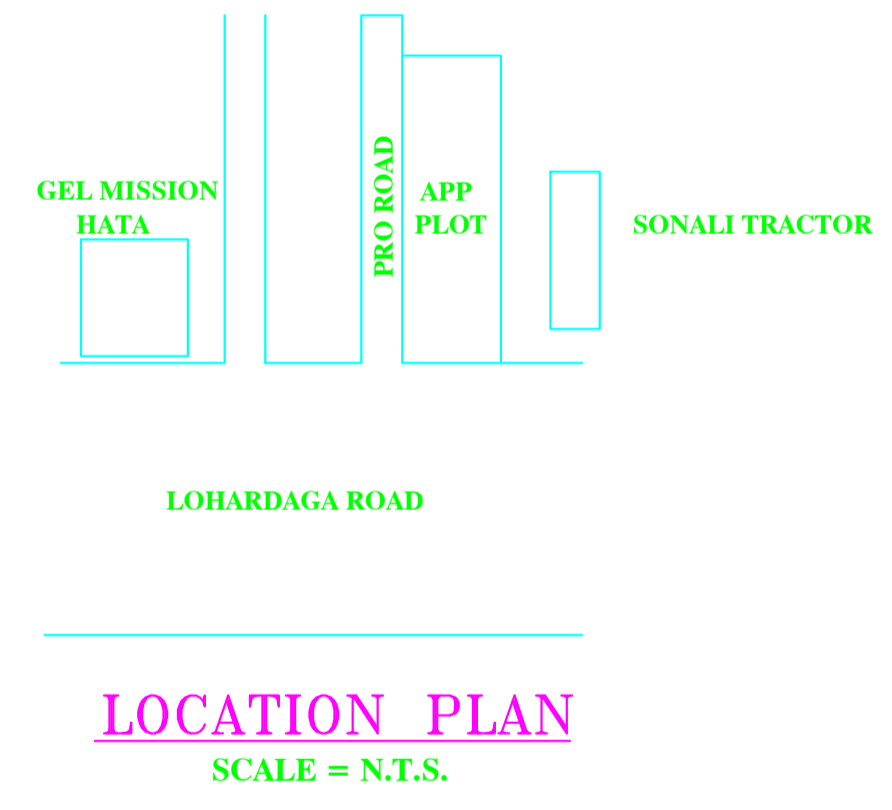 GEL MISSION
HATA
PRO ROAD
APP
PLOT
SONALI TRACTOR
LOHARDAGA ROAD
LOCATION PLAN
SCALE = N.T.S.